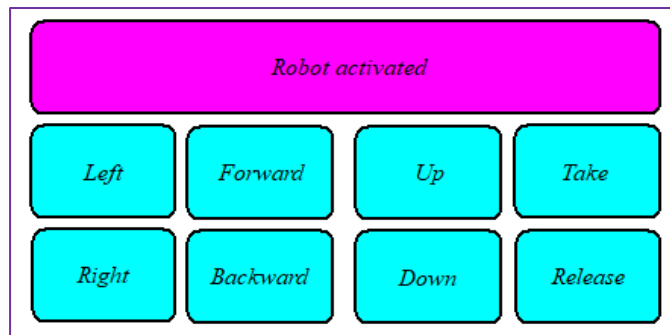 Robot activated
Left Forward Up Take
Right Backward Down Release